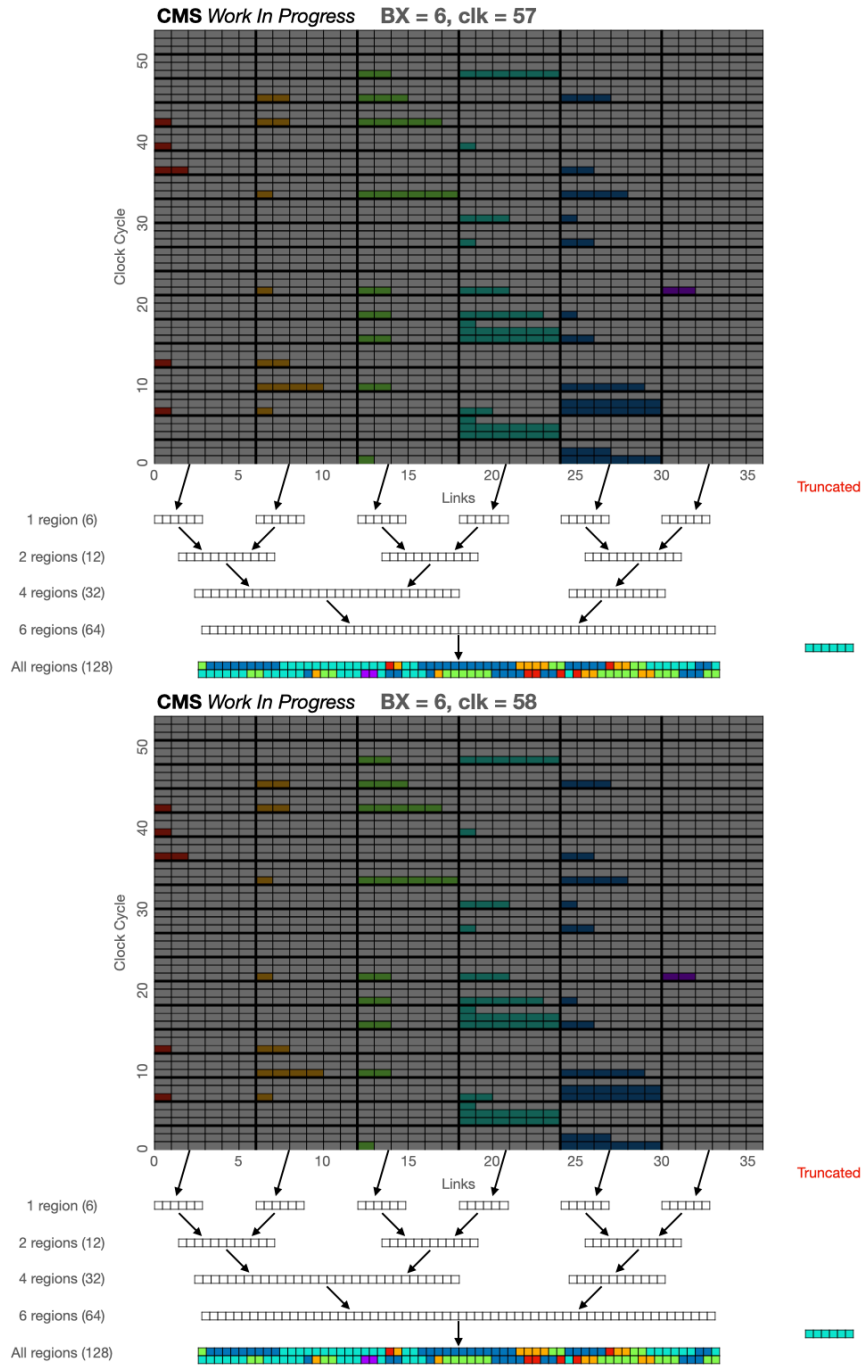 CMS Work In Progress BX = 6, clk = 57
50
40
30
20
10
0
Clock Cycle
0 5 10 15 20 25 30 35
Links
Truncated
1 region (6)
2 regions (12)
4 regions (32)
6 regions (64)
All regions (128)
CMS Work In Progress BX = 6, clk = 58
50
40
30
20
10
0
Clock Cycle
0 5 10 15 20 25 30 35
Links
Truncated
1 region (6)
2 regions (12)
4 regions (32)
6 regions (64)
All regions (128)